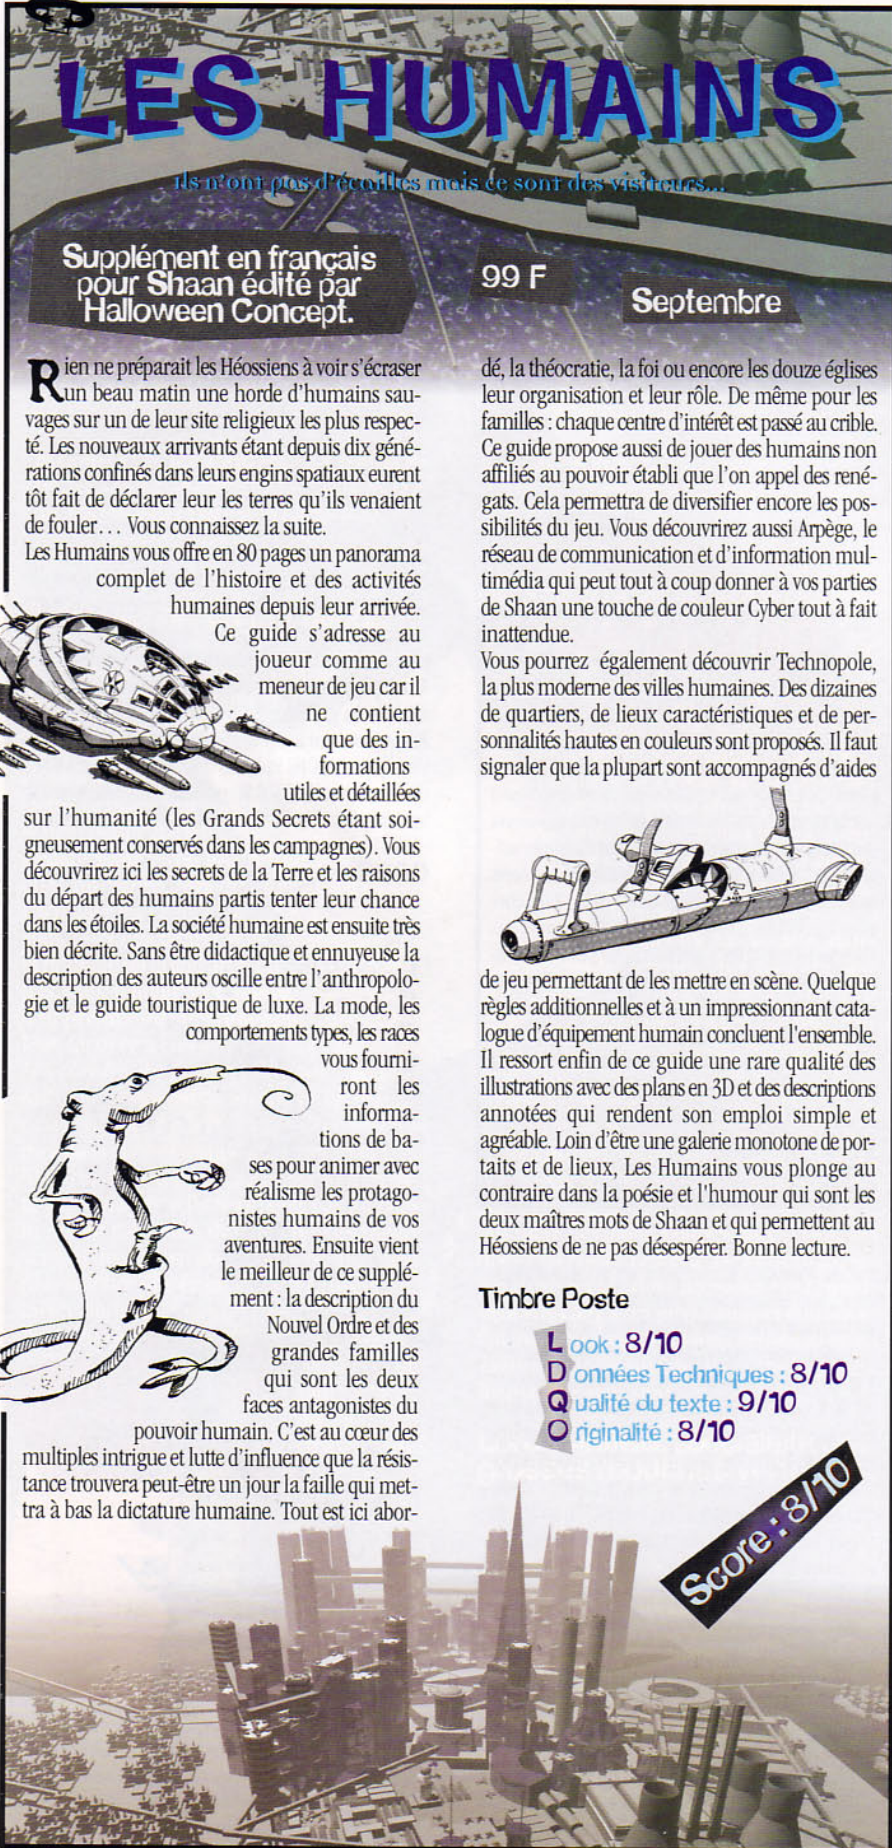 LES HUMAINS
ils n'ont pas d'écailles mais ce sont des visiteurs...
Supplément en français
pour Shaan édité par
Halloween Concept.
99 F
Septembre
Rien ne préparait les Héossiens à voir s'écraser
un beau matin une horde d'humains sau-
vages sur un de leur site religieux les plus respec-
té. Les nouveaux arrivants étant depuis dix géné-
rations confinés dans leurs engins spatiaux eurent
tôt fait de déclarer leur les terres qu'ils venaient
de fouler... Vous connaissez la suite.
Les Humains vous offre en 80 pages un panorama
complet de l'histoire et des activités
humaines depuis leur arrivée.
Ce guide s'adresse au
joueur comme au
meneur de jeu car il
ne contient
que des in-
formations
utiles et détaillées
sur l'humanité (les Grands Secrets étant soi-
gneusement conservés dans les campagnes). Vous
découvrirez ici les secrets de la Terre et les raisons
du départ des humains partis tenter leur chance
dans les étoiles. La société humaine est ensuite très
bien décrite. Sans être didactique et ennuyeuse la
description des auteurs oscille entre l'anthropolo-
gie et le guide touristique de luxe. La mode, les
comportements types, les races
vous fourni-
ront les
informa-
tions de ba-
ses pour animer avec
réalisme les protago-
nistes humains de vos
aventures. Ensuite vient
le meilleur de ce supplé-
ment : la description du
Nouvel Ordre et des
grandes familles
qui sont les deux
faces antagonistes du
pouvoir humain. C'est au cœur des
multiples intrigue et lutte d'influence que la résis-
tance trouvera peut-être un jour la faille qui met-
tra à bas la dictature humaine. Tout est ici abor-
dé, la théocratie, la foi ou encore les douze églises
leur organisation et leur rôle. De même pour les
familles : chaque centre d'intérêt est passé au crible.
Ce guide propose aussi de jouer des humains non
affiliés au pouvoir établi que l'on appel des rené-
gats. Cela permettra de diversifier encore les pos-
sibilités du jeu. Vous découvrirez aussi Arpège, le
réseau de communication et d'information mul-
timédia qui peut tout à coup donner à vos parties
de Shaan une touche de couleur Cyber tout à fait
inattendue.
Vous pourrez également découvrir Technopole,
la plus moderne des villes humaines. Des dizaines
de quartiers, de lieux caractéristiques et de per-
sonnalités hautes en couleurs sont proposés. Il faut
signaler que la plupart sont accompagnés d'aides
de jeu permettant de les mettre en scène. Quelque
règles additionnelles et à un impressionnant cata-
logue d'équipement humain concluent l'ensemble.
Il ressort enfin de ce guide une rare qualité des
illustrations avec des plans en 3D et des descriptions
annotées qui rendent son emploi simple et
agréable. Loin d'être une galerie monotone de por-
taits et de lieux, Les Humains vous plonge au
contraire dans la poésie et l'humour qui sont les
deux maîtres mots de Shaan et qui permettent au
Héossiens de ne pas désespérer. Bonne lecture.
Timbre Poste
Look : 8/10
Données Techniques : 8/10
Qualité du texte : 9/10
Originalité : 8/10
Score : 8/10